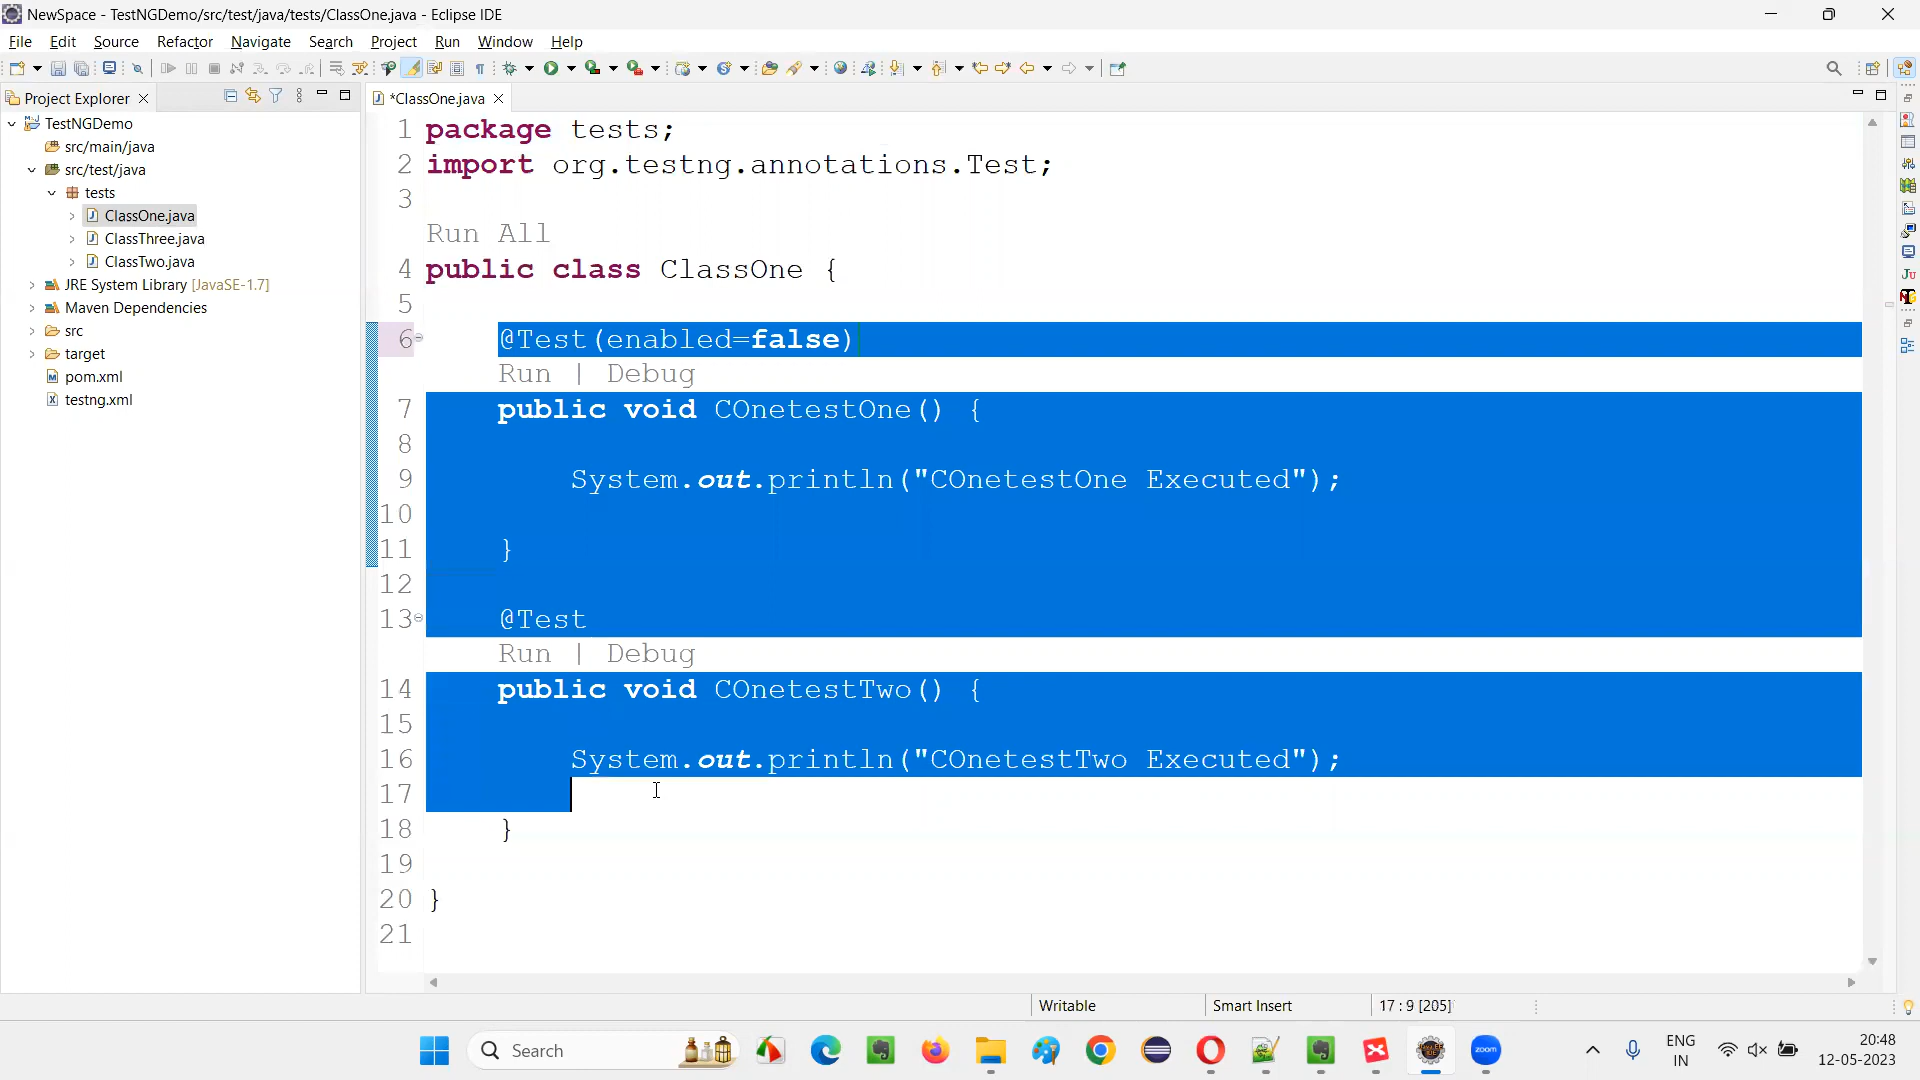 NewSpace - TestNGDemo/src/test/java/tests/ClassOne.java - Eclipse IDE
File Edit Source Refactor Navigate Search Project Run Window Help
Project Explorer
*ClassOne.java
TestNGDemo
src/main/java
src/test/java
tests
ClassOne.java
ClassThree.java
ClassTwo.java
JRE System Library [JavaSE-1.7]
Maven Dependencies
src
target
pom.xml
testng.xml
1 package tests;
2 import org.testng.annotations.Test;
3
Run All
4 public class ClassOne {
5
6 @Test(enabled=false)
Run | Debug
7 public void COnetestOne() {
8
9 System.out.println("COnetestOne Executed");
10
11 }
12
13 @Test
Run | Debug
14 public void COnetestTwo() {
15
16 System.out.println("COnetestTwo Executed");
17
18 }
19
20 }
21
Writable Smart Insert 17 : 9 [205]
Search
zoom
ENG
IN
20:48
12-05-2023